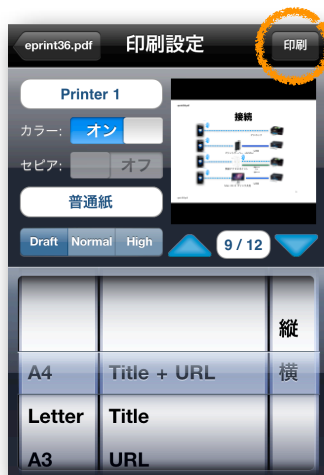 eprint36.pdf 印刷設定 印刷
Printer 1
カラー: オン
セピア: オフ
普通紙
接続
Draft Normal High 9 / 12
縦
A4 Title + URL 横
Letter Title
A3 URL